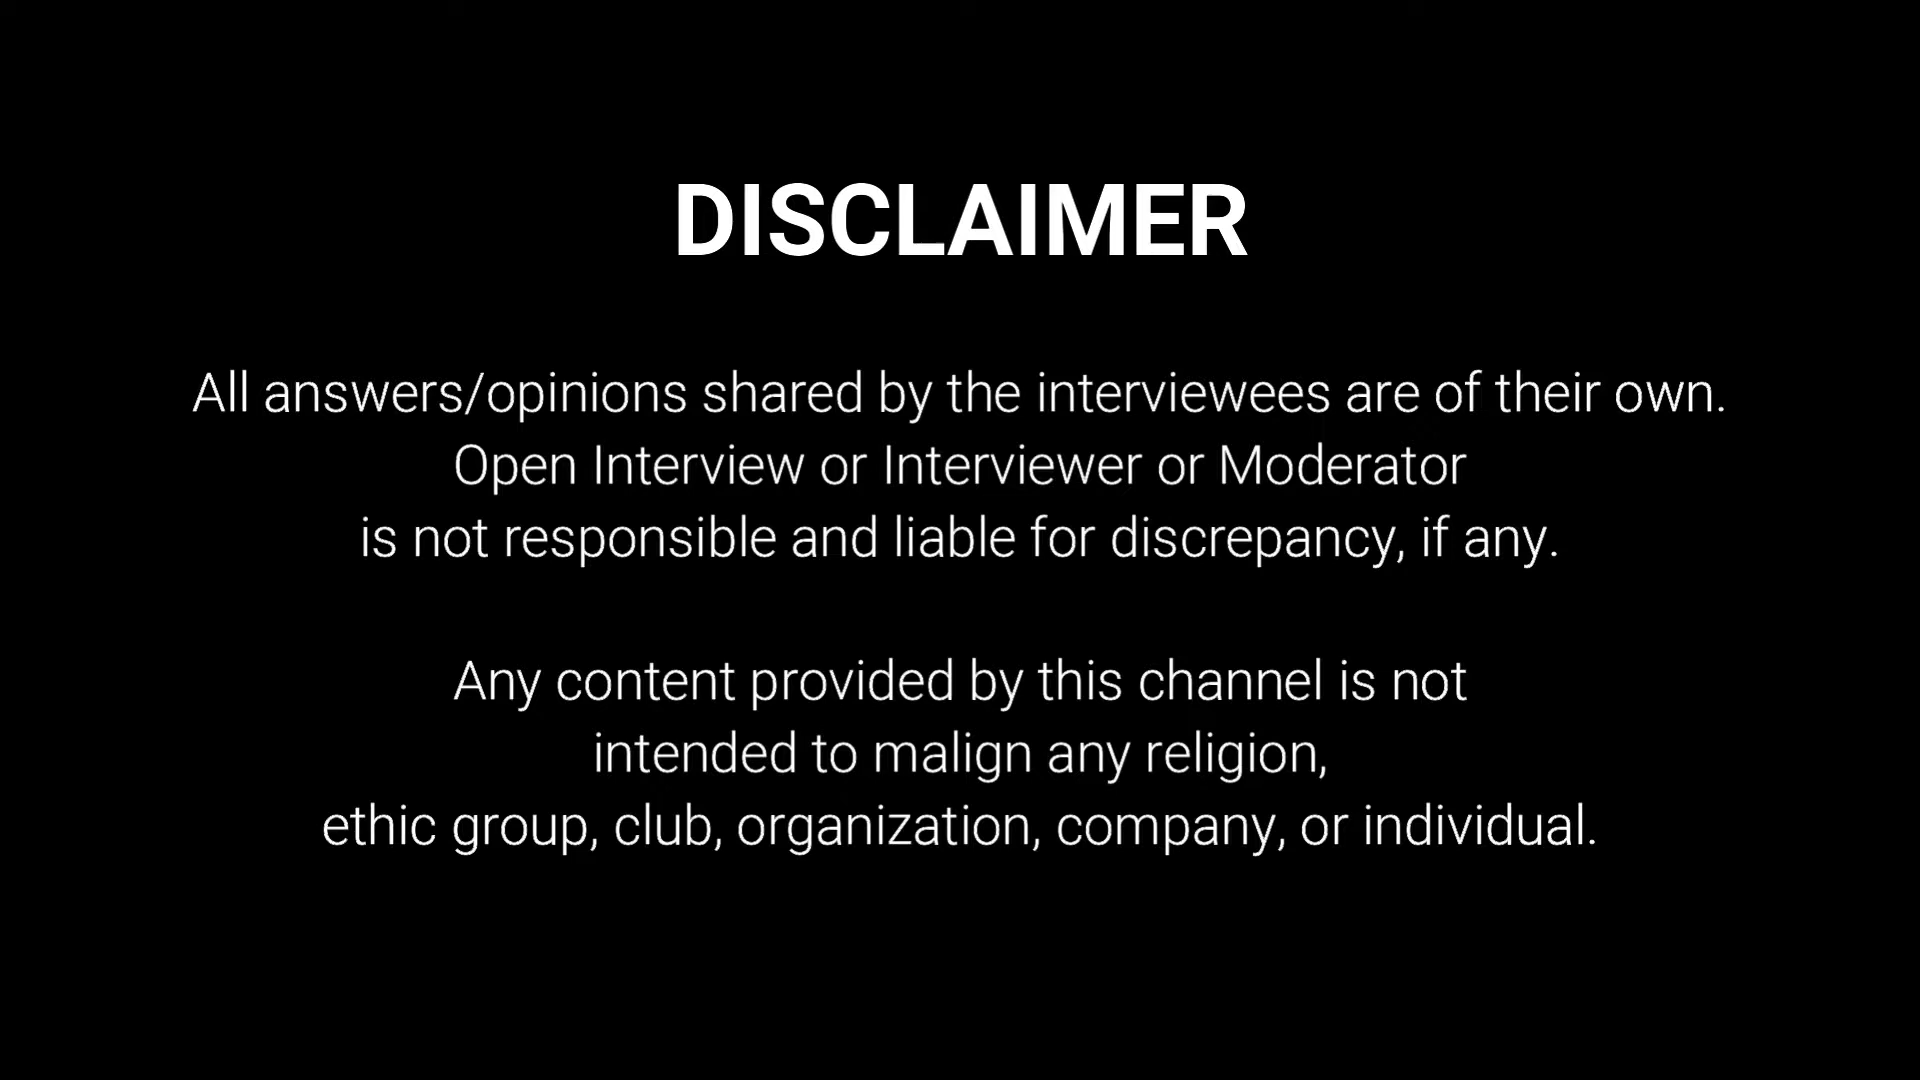 DISCLAIMER
All answers/opinions shared by the interviewees are of their own.
Open Interview or Interviewer or Moderator
is not responsible and liable for discrepancy, if any.
Any content provided by this channel is not
intended to malign any religion,
ethic group, club, organization, company, or individual.